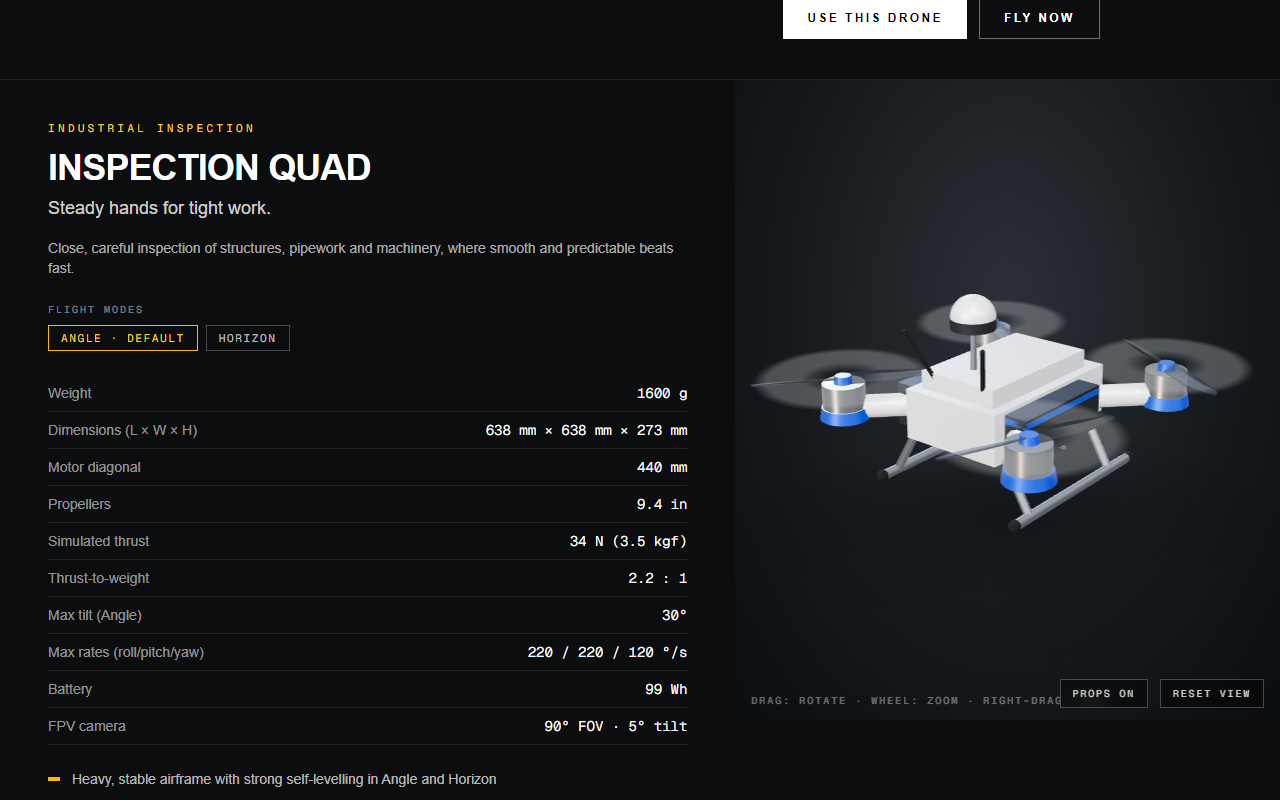 USE THIS DRONE
FLY NOW
INDUSTRIAL INSPECTION
INSPECTION QUAD
Steady hands for tight work.
Close, careful inspection of structures, pipework and machinery, where smooth and predictable beats
fast.
FLIGHT MODES
ANGLE · DEFAULT
HORIZON
Weight 1600 g
Dimensions (L × W × H) 638 mm × 638 mm × 273 mm
Motor diagonal 440 mm
Propellers 9.4 in
Simulated thrust 34 N (3.5 kgf)
Thrust-to-weight 2.2 : 1
Max tilt (Angle) 30°
Max rates (roll/pitch/yaw) 220 / 220 / 120 °/s
Battery 99 Wh
FPV camera 90° FOV · 5° tilt
Heavy, stable airframe with strong self-levelling in Angle and Horizon
DRAG: ROTATE · WHEEL: ZOOM · RIGHT-DRAG
PROPS ON
RESET VIEW